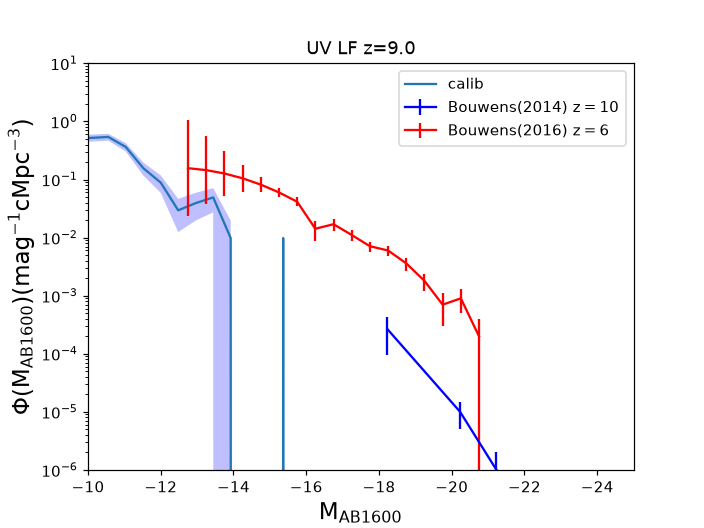 UV LF z=9.0
calib
Bouwens(2014) z = 10
Bouwens(2016) z = 6
Φ(M_AB1600)(mag⁻¹cMpc⁻³)
10¹
10⁰
10⁻¹
10⁻²
10⁻³
10⁻⁴
10⁻⁵
10⁻⁶
−10 −12 −14 −16 −18 −20 −22 −24
M_AB1600